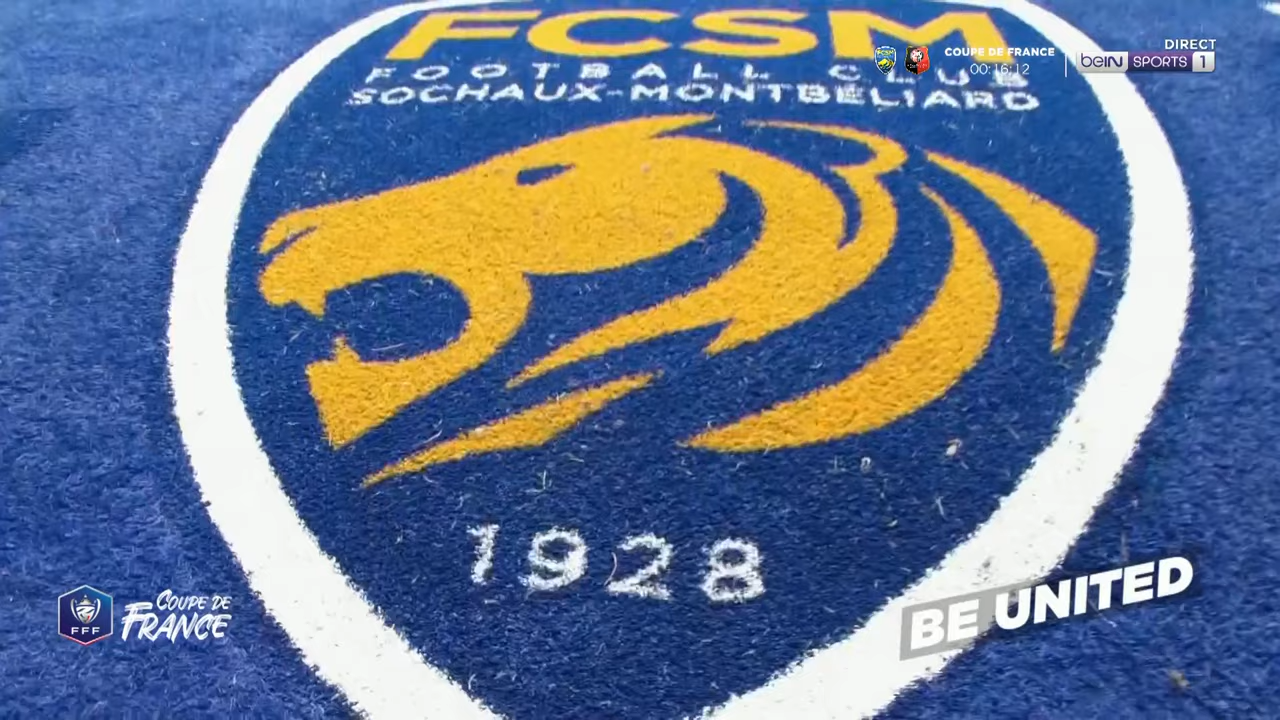 FCSM
FOOTBALL CLUB
SOCHAUX-MONTBÉLIARD
1928
COUPE DE FRANCE
00:16:12
DIRECT
beIN SPORTS 1
FFF
COUPE DE
FRANCE
BE UNITED